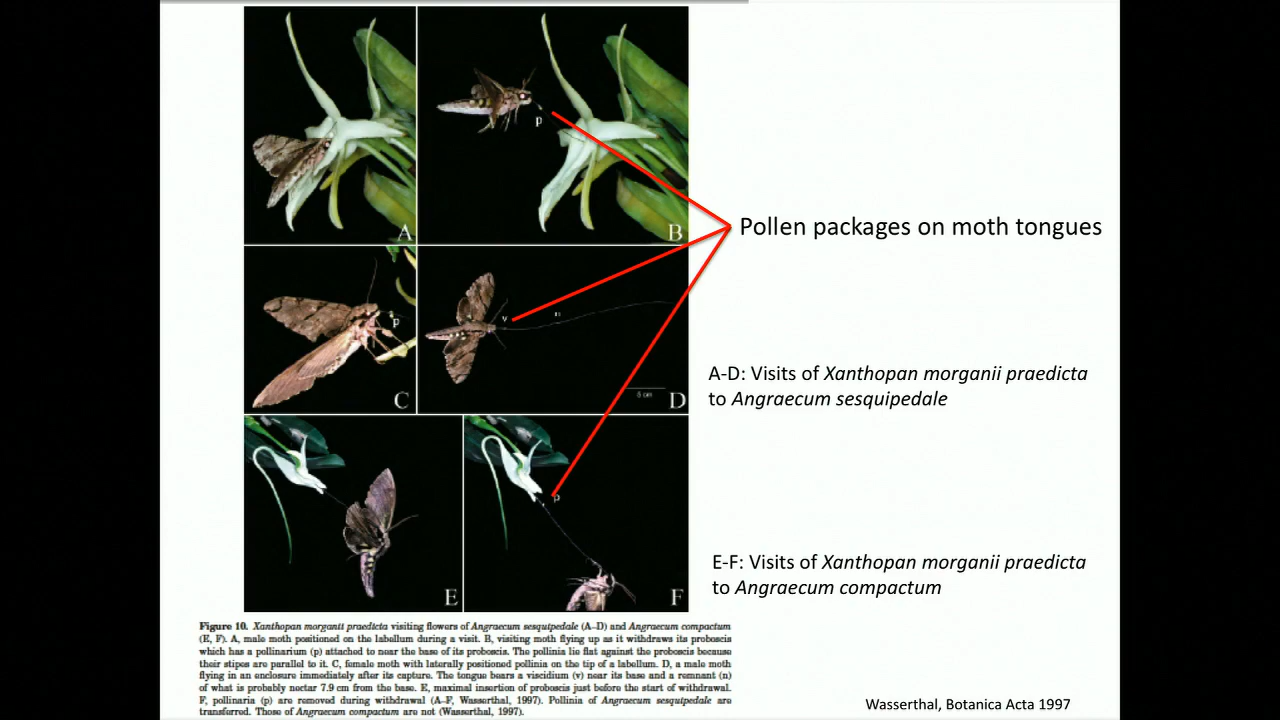 A
p
B
Pollen packages on moth tongues
p
C
v
n
D
A-D: Visits of Xanthopan morganii praedicta
to Angraecum sesquipedale
E
p
F
E-F: Visits of Xanthopan morganii praedicta
to Angraecum compactum
Figure 10. Xanthopan morganii praedicta visiting flowers of Angraecum sesquipedale (A–D) and Angraecum compactum
(E, F). A, male moth positioned on the labellum during a visit. B, visiting moth flying up as it withdraws its proboscis
which has a pollinarium (p) attached to near the base of its proboscis. The pollinia lie flat against the proboscis because
their stipes are parallel to it. C, female moth with laterally positioned pollinia on the tip of a labellum. D, a male moth
flying in an enclosure immediately after its capture. The tongue bears a viscidium (v) near its base and a remnant (n)
of what is probably nectar 7.9 cm from the base. E, maximal insertion of proboscis just before the start of withdrawal.
F, pollinaria (p) are removed during withdrawal (A–F, Wasserthal, 1997). Pollinia of Angraecum sesquipedale are
transferred. Those of Angraecum compactum are not (Wasserthal, 1997).
Wasserthal, Botanica Acta 1997